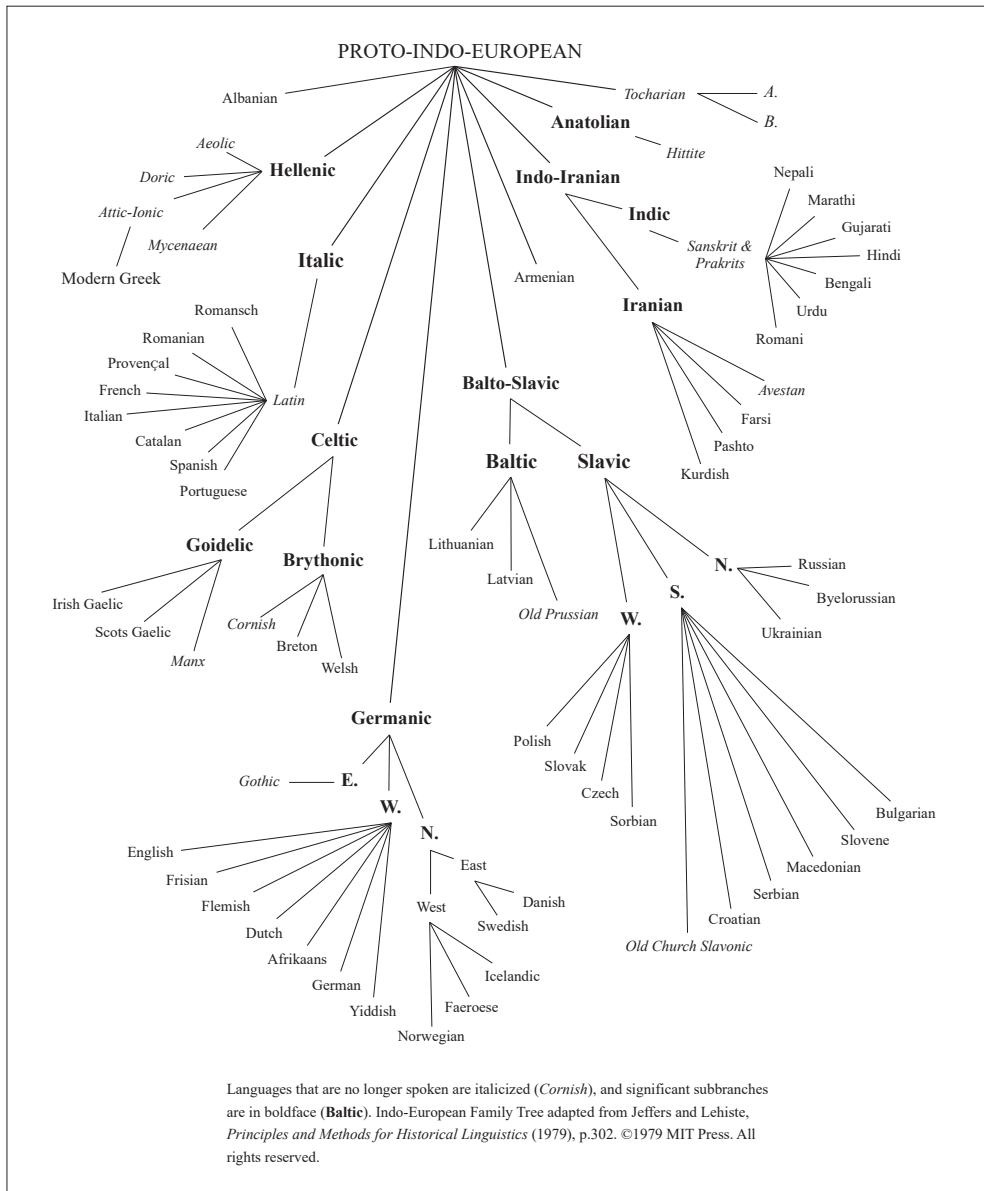 PROTO-INDO-EUROPEAN
Albanian
Tocharian
A.
B.
Anatolian
Hittite
Aeolic
Hellenic
Doric
Attic-Ionic
Mycenaean
Modern Greek
Indo-Iranian
Indic
Sanskrit &
Prakrits
Nepali
Marathi
Gujarati
Hindi
Bengali
Urdu
Romani
Italic
Armenian
Iranian
Romansch
Romanian
Provençal
French
Italian
Latin
Catalan
Spanish
Portuguese
Avestan
Farsi
Pashto
Kurdish
Balto-Slavic
Celtic
Baltic
Slavic
Goidelic
Brythonic
Irish Gaelic
Scots Gaelic
Manx
Cornish
Breton
Welsh
Lithuanian
Latvian
Old Prussian
N.
Russian
Byelorussian
Ukrainian
S.
W.
Polish
Slovak
Czech
Sorbian
Bulgarian
Slovene
Macedonian
Serbian
Croatian
Old Church Slavonic
Germanic
Gothic
E.
W.
N.
English
Frisian
Flemish
Dutch
Afrikaans
German
Yiddish
East
Danish
Swedish
West
Icelandic
Faeroese
Norwegian
Languages that are no longer spoken are italicized (Cornish), and significant subbranches
are in boldface (Baltic). Indo-European Family Tree adapted from Jeffers and Lehiste,
Principles and Methods for Historical Linguistics (1979), p.302. ©1979 MIT Press. All
rights reserved.